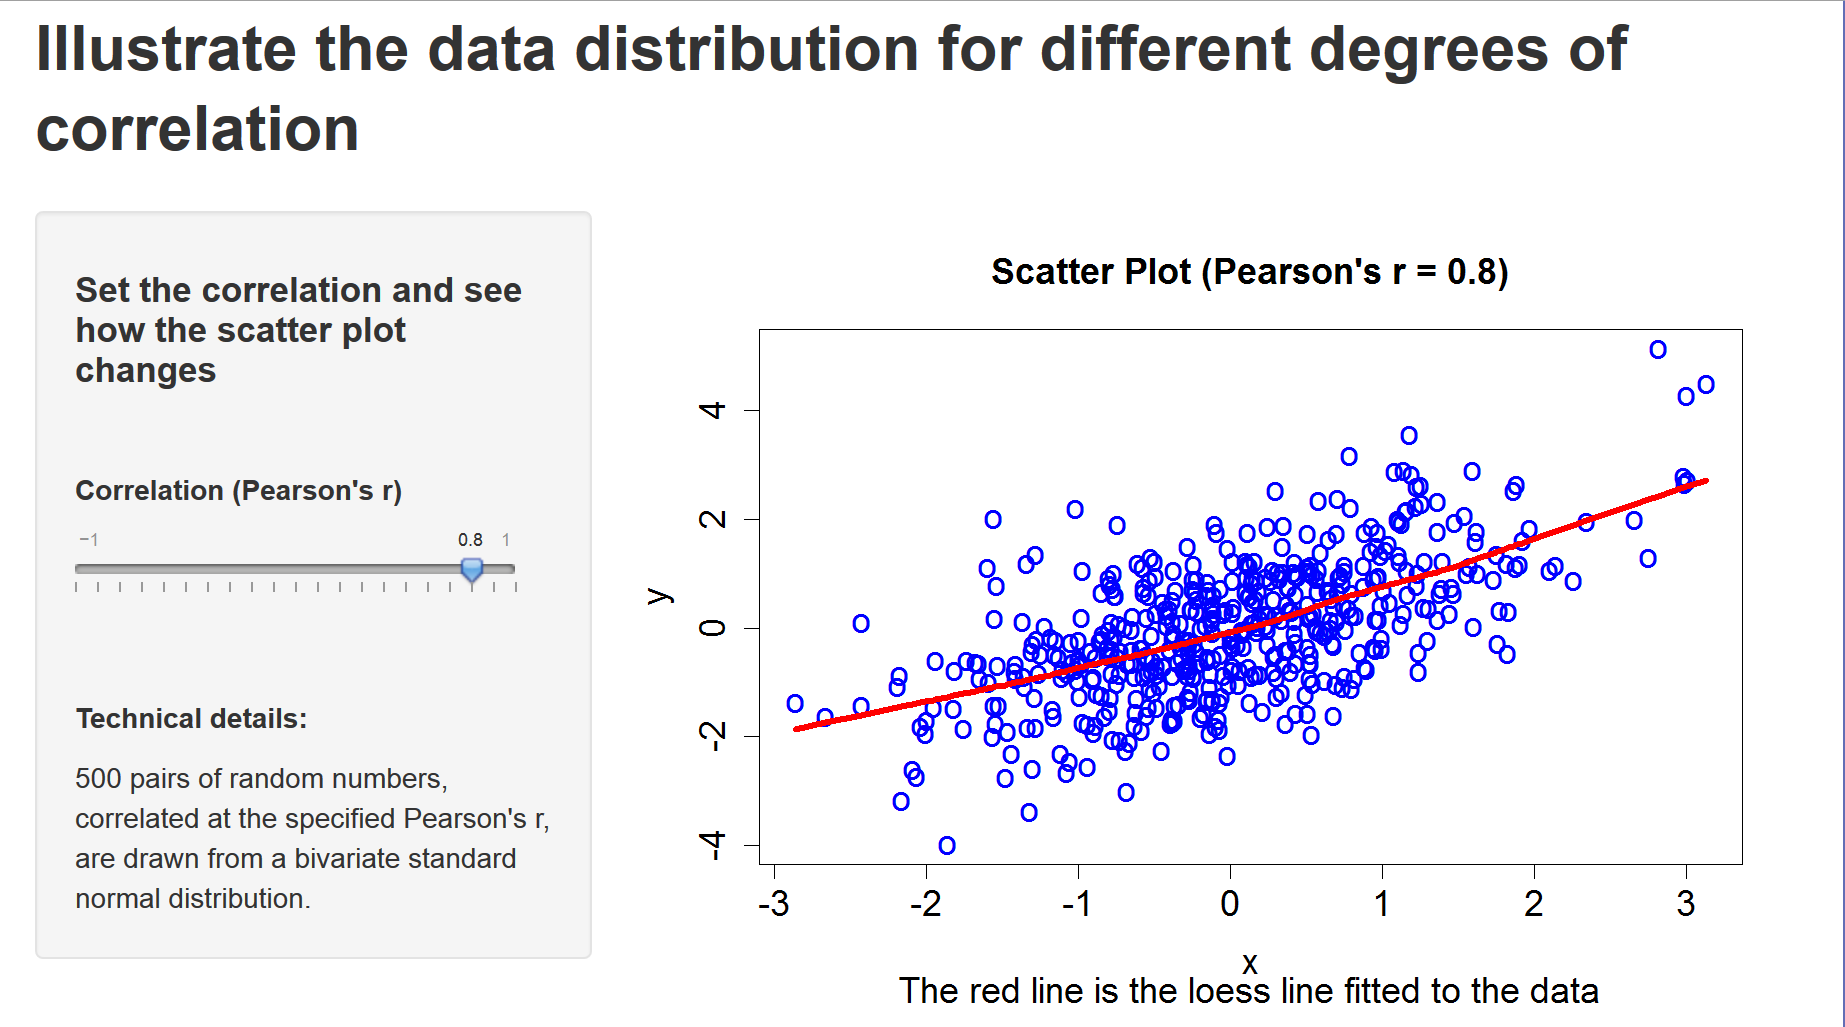 Illustrate the data distribution for different degrees of
correlation
Set the correlation and see
how the scatter plot
changes
Correlation (Pearson's r)
−1 0.8 1
Technical details:
500 pairs of random numbers,
correlated at the specified Pearson's r,
are drawn from a bivariate standard
normal distribution.
Scatter Plot (Pearson's r = 0.8)
4
2
0
-2
-4
y
-3 -2 -1 0 1 2 3
x
The red line is the loess line fitted to the data